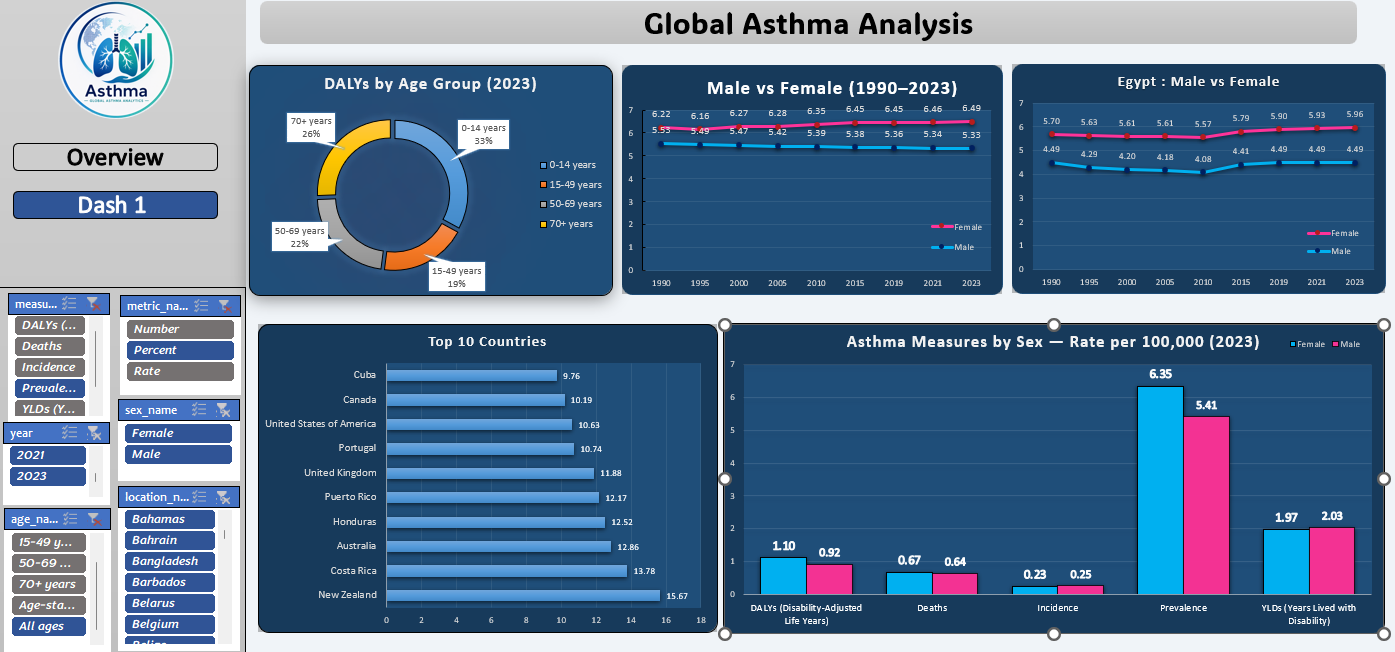 Global Asthma Analysis
Asthma
GLOBAL ASTHMA ANALYTICS
Overview
Dash 1
measu...
DALYs (...
Deaths
Incidence
Prevale...
YLDs (Y...
metric_na...
Number
Percent
Rate
sex_name
Female
Male
year
2021
2023
age_na...
15-49 y...
50-69 ...
70+ years
Age-sta...
All ages
location_n...
Bahamas
Bahrain
Bangladesh
Barbados
Belarus
Belgium
DALYs by Age Group (2023)
70+ years
26%
0-14 years
33%
50-69 years
22%
15-49 years
19%
0-14 years
15-49 years
50-69 years
70+ years
Male vs Female (1990–2023)
7
6
5
4
3
2
1
0
6.22 6.16 6.27 6.28 6.35 6.45 6.45 6.46 6.49
5.53 5.49 5.47 5.42 5.39 5.38 5.36 5.34 5.33
Female
Male
1990 1995 2000 2005 2010 2015 2019 2021 2023
Egypt : Male vs Female
7
6
5
4
3
2
1
0
5.70 5.63 5.61 5.61 5.57 5.79 5.90 5.93 5.96
4.49 4.29 4.20 4.18 4.08 4.41 4.49 4.49 4.49
Female
Male
1990 1995 2000 2005 2010 2015 2019 2021 2023
Top 10 Countries
Cuba 9.76
Canada 10.19
United States of America 10.63
Portugal 10.74
United Kingdom 11.88
Puerto Rico 12.17
Honduras 12.52
Australia 12.86
Costa Rica 13.78
New Zealand 15.67
0 2 4 6 8 10 12 14 16 18
Asthma Measures by Sex — Rate per 100,000 (2023)
Female Male
7
6
5
4
3
2
1
0
1.10 0.92 0.67 0.64 0.23 0.25 6.35 5.41 1.97 2.03
DALYs (Disability-Adjusted
Life Years)
Deaths
Incidence
Prevalence
YLDs (Years Lived with
Disability)